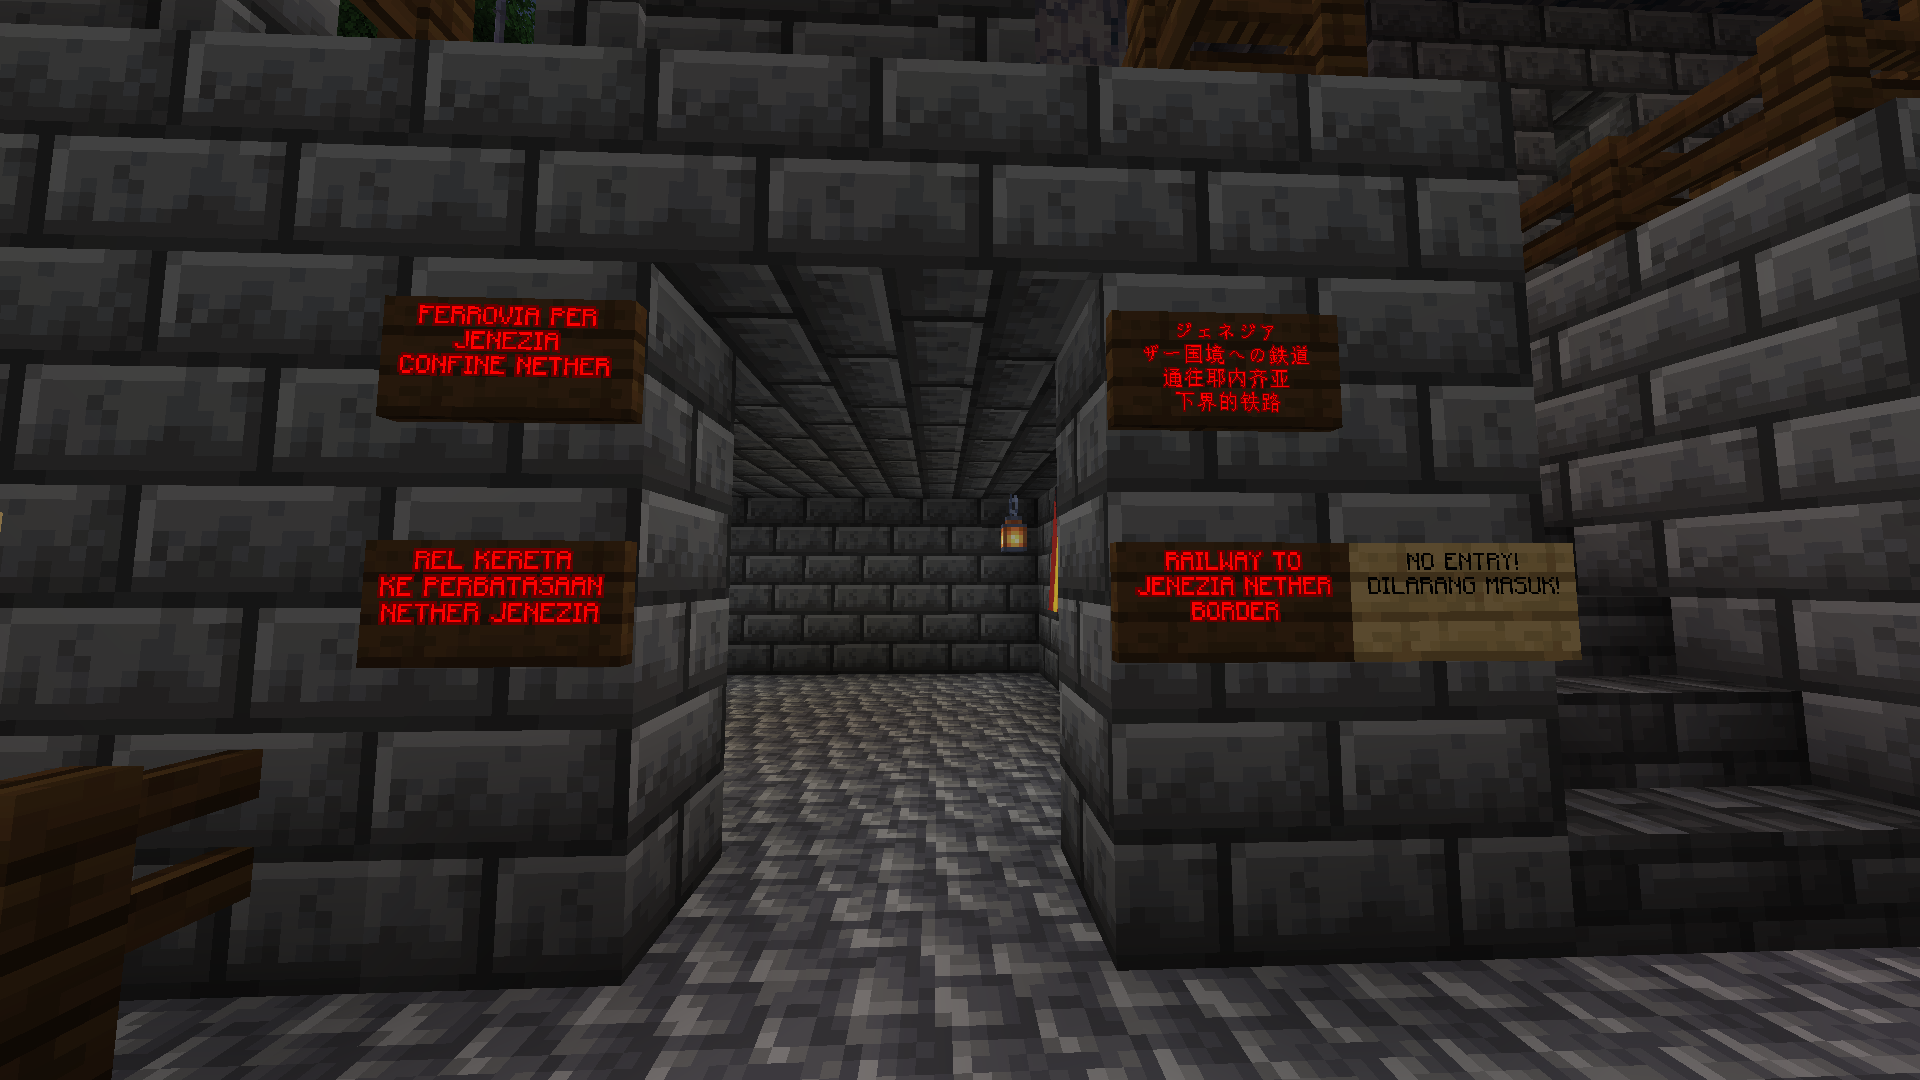 FERROVIA PER
JENEZIA
CONFINE NETHER
ジェネジア
ザー国境への鉄道
通往耶内齐亚
下界的铁路
REL KERETA
KE PERBATASAAN
NETHER JENEZIA
RAILWAY TO
JENEZIA NETHER
BORDER
NO ENTRY!
DILARANG MASUK!